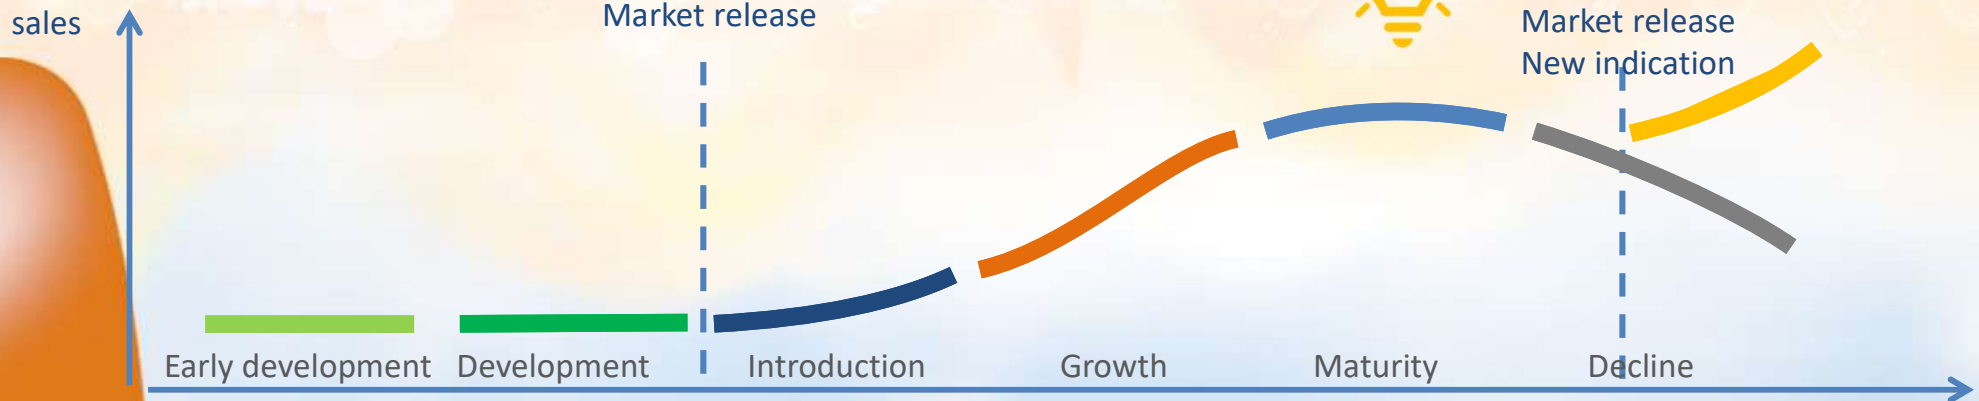 sales
Market release
Market release
New indication
Early development
Development
Introduction
Growth
Maturity
Decline